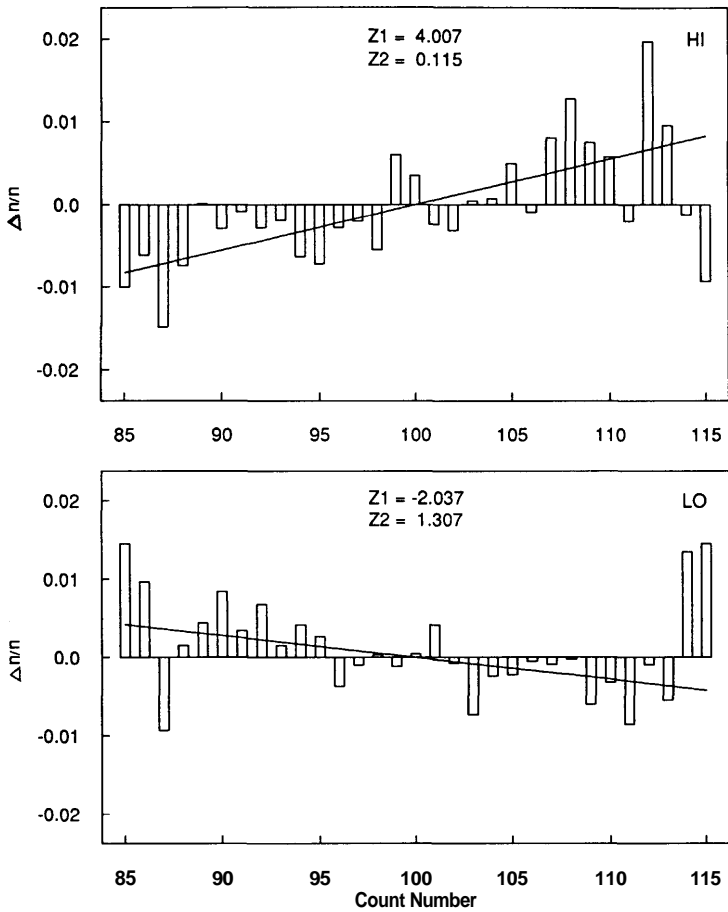 Z1 = 4.007
Z2 = 0.115
HI
0.02
0.01
0.0
-0.01
-0.02
Δn/n
85 90 95 100 105 110 115
Z1 = -2.037
Z2 = 1.307
LO
0.02
0.01
0.0
-0.01
-0.02
Δn/n
85 90 95 100 105 110 115
Count Number